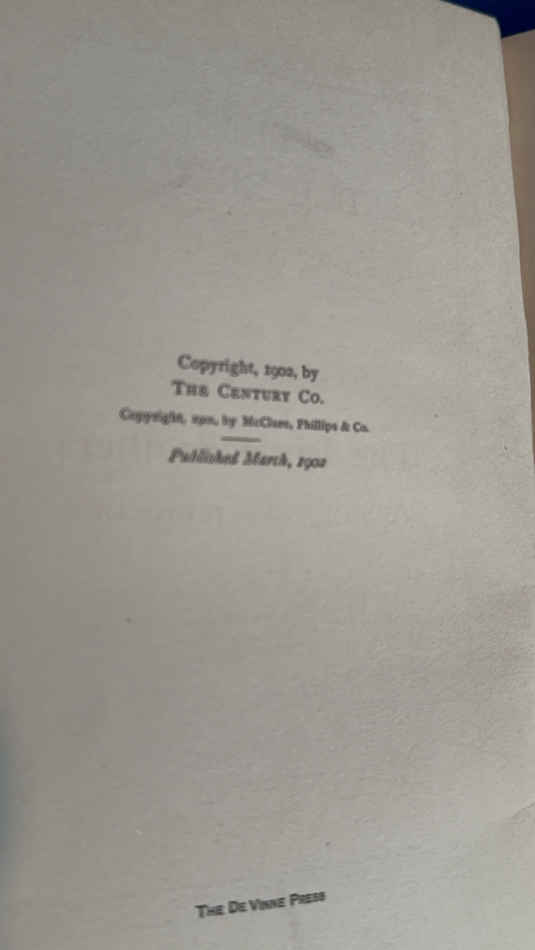 Copyright, 1902, by
THE CENTURY CO.
Copyright, by McClure, Phillips & Co.
Published March, 1902
THE DE VINNE PRESS